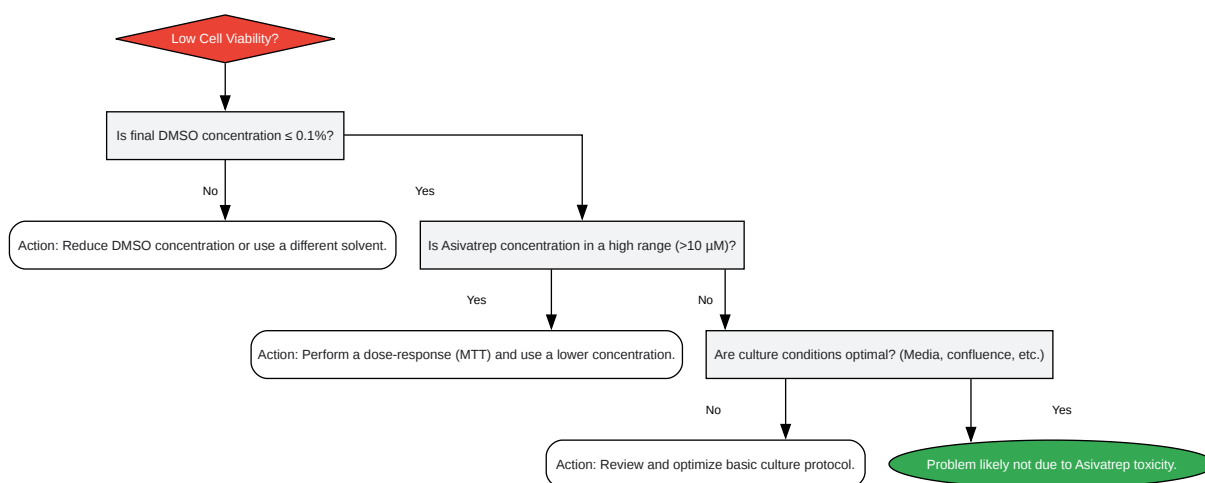 Low Cell Viability?
Is final DMSO concentration ≤ 0.1%?
No
Yes
Action: Reduce DMSO concentration or use a different solvent.
Is Asivatrep concentration in a high range (>10 µM)?
Yes
No
Action: Perform a dose-response (MTT) and use a lower concentration.
Are culture conditions optimal? (Media, confluence, etc.)
No
Yes
Action: Review and optimize basic culture protocol.
Problem likely not due to Asivatrep toxicity.